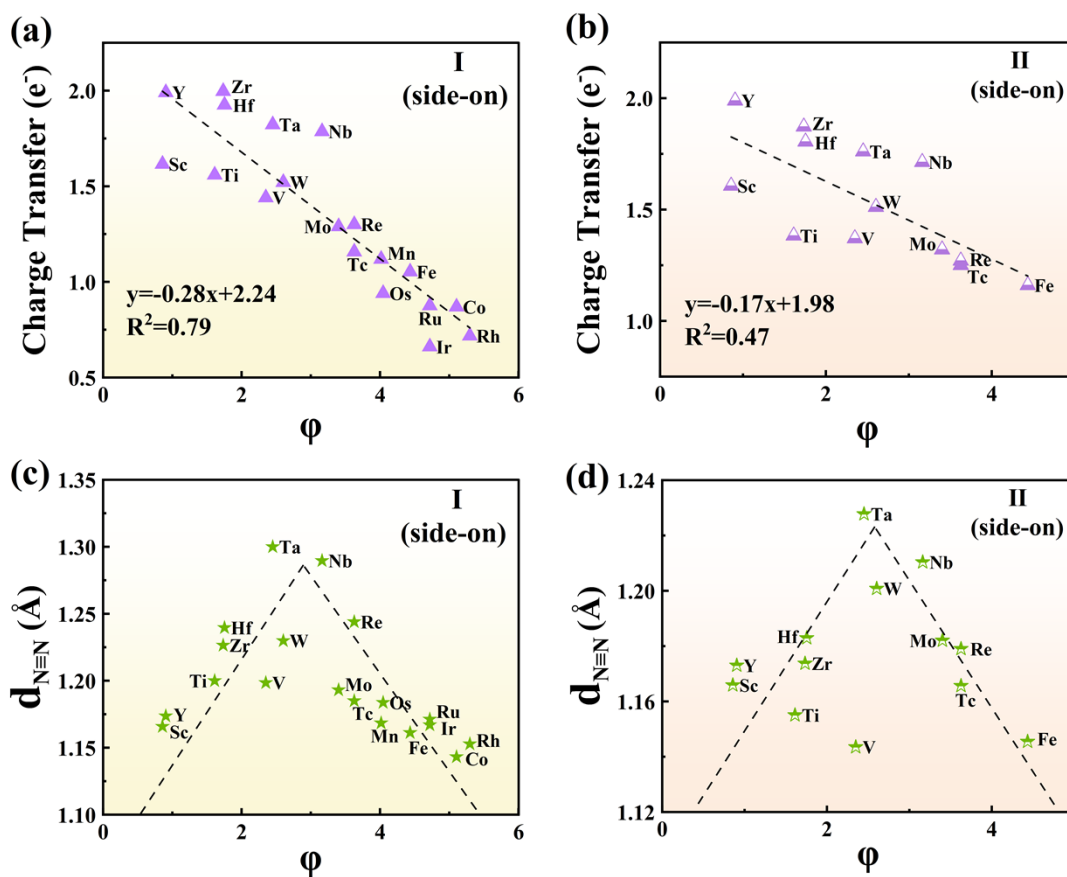 (a)
I
(side-on)
Charge Transfer (e⁻)
2.0
1.5
1.0
0.5
Y
Zr
Hf
Ta
Nb
Sc
Ti
V
W
Mo
Re
Tc
Mn
Fe
Os
Ru
Co
Ir
Rh
y=-0.28x+2.24
R²=0.79
0 2 4 6
φ
(b)
II
(side-on)
Charge Transfer (e⁻)
2.0
1.5
1.0
Y
Zr
Hf
Ta
Nb
Sc
Ti
V
W
Mo
Re
Tc
Fe
y=-0.17x+1.98
R²=0.47
0 2 4
φ
(c)
I
(side-on)
d_N≡N (Å)
1.35
1.30
1.25
1.20
1.15
1.10
Ta
Nb
Hf
Zr
W
Re
Ti
V
Mo
Tc
Os
Y
Sc
Mn
Fe
Ru
Ir
Rh
Co
0 2 4 6
φ
(d)
II
(side-on)
d_N≡N (Å)
1.24
1.20
1.16
1.12
Ta
Nb
W
Hf
Mo
Re
Y
Zr
Sc
Tc
Ti
V
Fe
0 2 4
φ